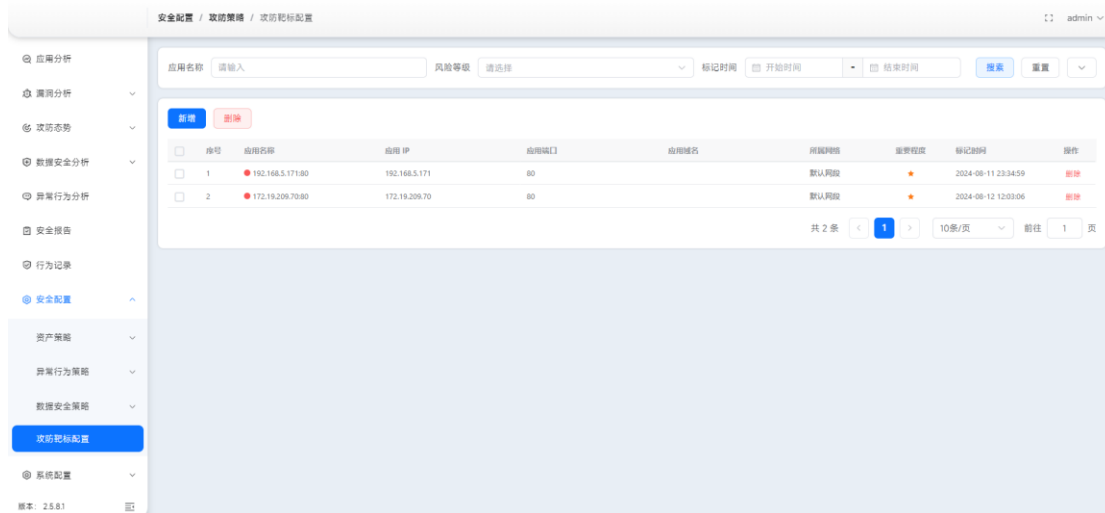 安全配置 / 攻防策略 / 攻防靶标配置
admin
应用分析
漏洞分析
攻防态势
数据安全分析
异常行为分析
安全报告
行为记录
安全配置
资产策略
异常行为策略
数据安全策略
攻防靶标配置
系统配置
版本: 2.5.8.1
应用名称 请输入 风险等级 请选择 标记时间 开始时间 - 结束时间 搜索 重置
新增 删除
序号 应用名称 应用 IP 应用端口 应用域名 所属网络 重要程度 标记时间 操作
1 192.168.5.171:80 192.168.5.171 80 默认网段 2024-08-11 23:34:59 删除
2 172.19.209.70:80 172.19.209.70 80 默认网段 2024-08-12 12:03:06 删除
共 2 条 < 1 > 10条/页 前往 1 页